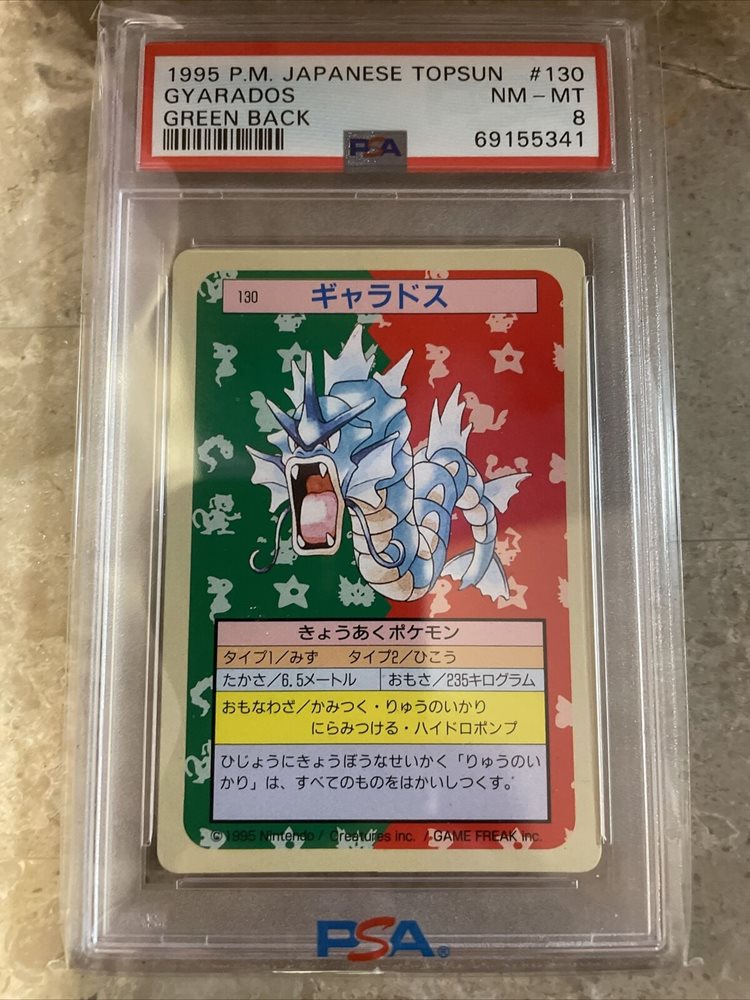 1995 P.M. JAPANESE TOPSUN #130
GYARADOS NM - MT
GREEN BACK 8
PSA 69155341
130 ギャラドス
きょうあくポケモン
タイプ1/みず タイプ2/ひこう
たかさ/6.5メートル おもさ/235キログラム
おもなわざ/かみつく・りゅうのいかり
にらみつける・ハイドロポンプ
ひじょうにきょうぼうなせいかく「りゅうのい
かり」は、すべてのものをはかいしつくす。
©1995 Nintendo / Creatures inc. / GAME FREAK inc.
PSA®